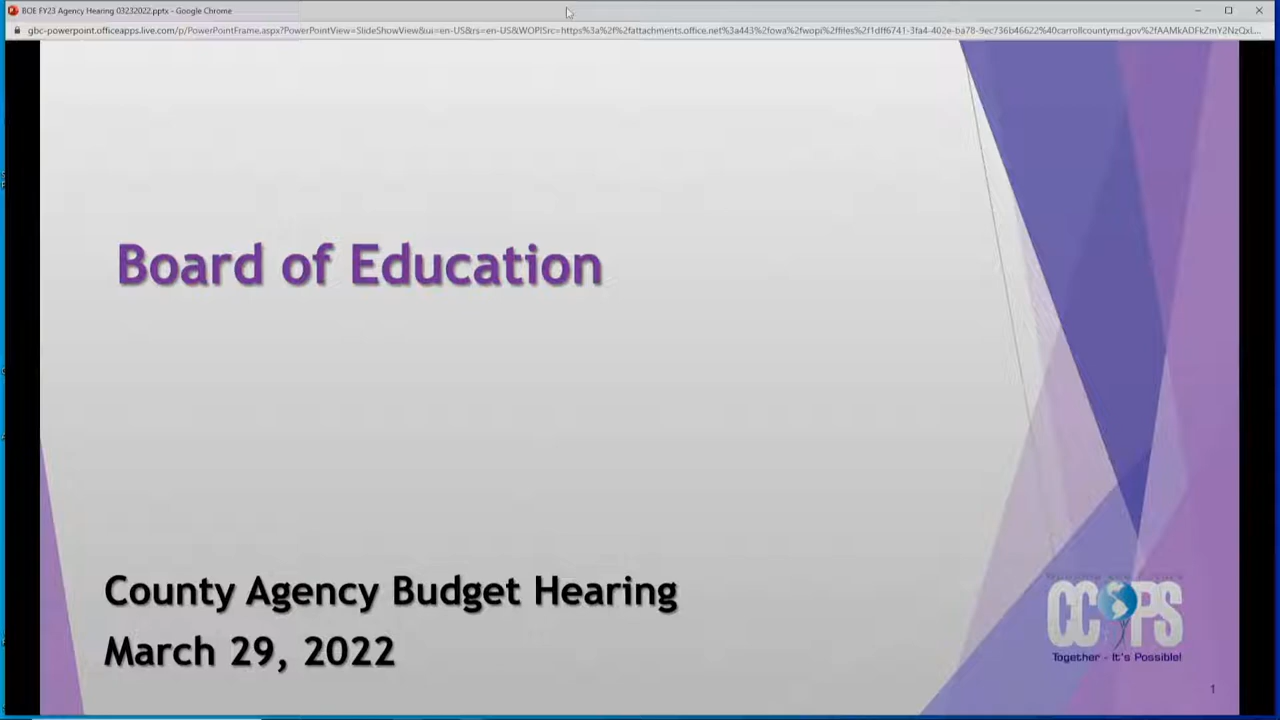 BOE FY23 Agency Hearing 03232022.pptx - Google Chrome
Board of Education
County Agency Budget Hearing
March 29, 2022
CCPS
Together - It's Possible!
1